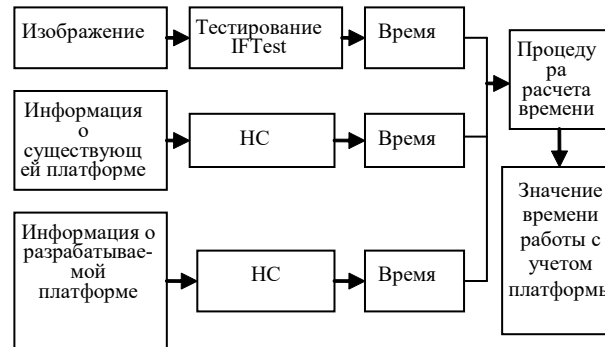 Изображение
Тестирование
IFTest
Время
Процеду
ра
расчета
времени
Информация
о
существующ
ей платформе
НС
Время
Информация о
разрабатывае-
мой
платформе
НС
Время
Значение
времени
работы с
учетом
платформы